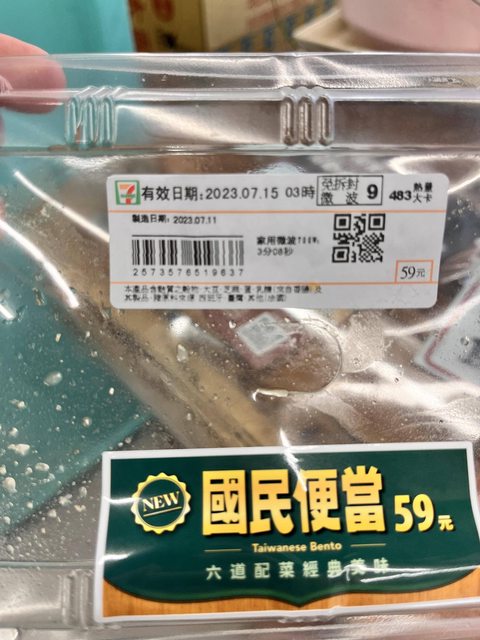 7-ELEVEN
有效日期:2023.07.15 03時
免拆封
微 波
9
483
熱量
大卡
製造日期: 2023.07.11
家用微波700W:
3分08秒
2573576519637
59元
NEW
國民便當59元
Taiwanese Bento
六道配菜經典美味